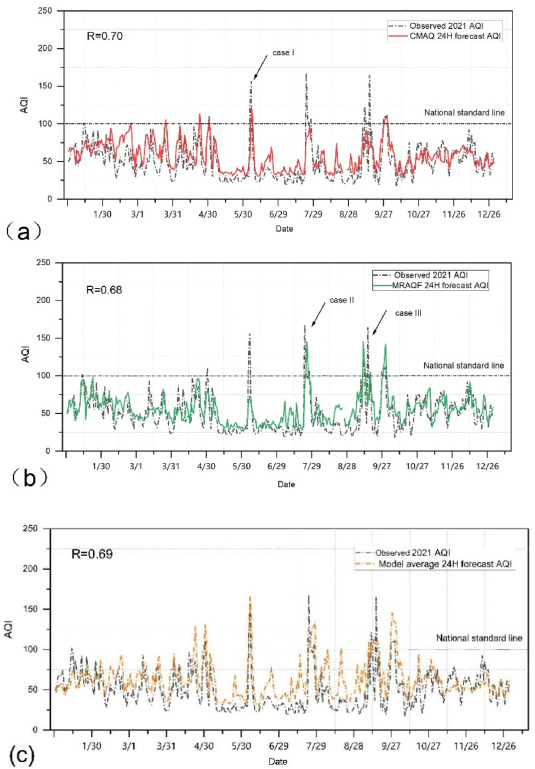 250
R=0.70
Observed 2021 AQI
CMAQ 24H forecast AQI
200
case I
150
National standard line
100
50
0
AQI
1/30 3/1 3/31 4/30 5/30 6/29 7/29 8/28 9/27 10/27 11/26 12/26
Date
(a)
250
R=0.68
Observed 2021 AQI
MRAQF 24H forecast AQI
200
case II
case III
150
National standard line
100
50
0
AQI
1/30 3/1 3/31 4/30 5/30 6/29 7/29 8/28 9/27 10/27 11/26 12/26
Date
(b)
250
R=0.69
Observed 2021 AQI
Model average 24H forecast AQI
200
150
National standard line
100
50
0
AQI
1/30 3/1 3/31 4/30 5/30 6/29 7/29 8/28 9/27 10/27 11/26 12/26
Date
(c)